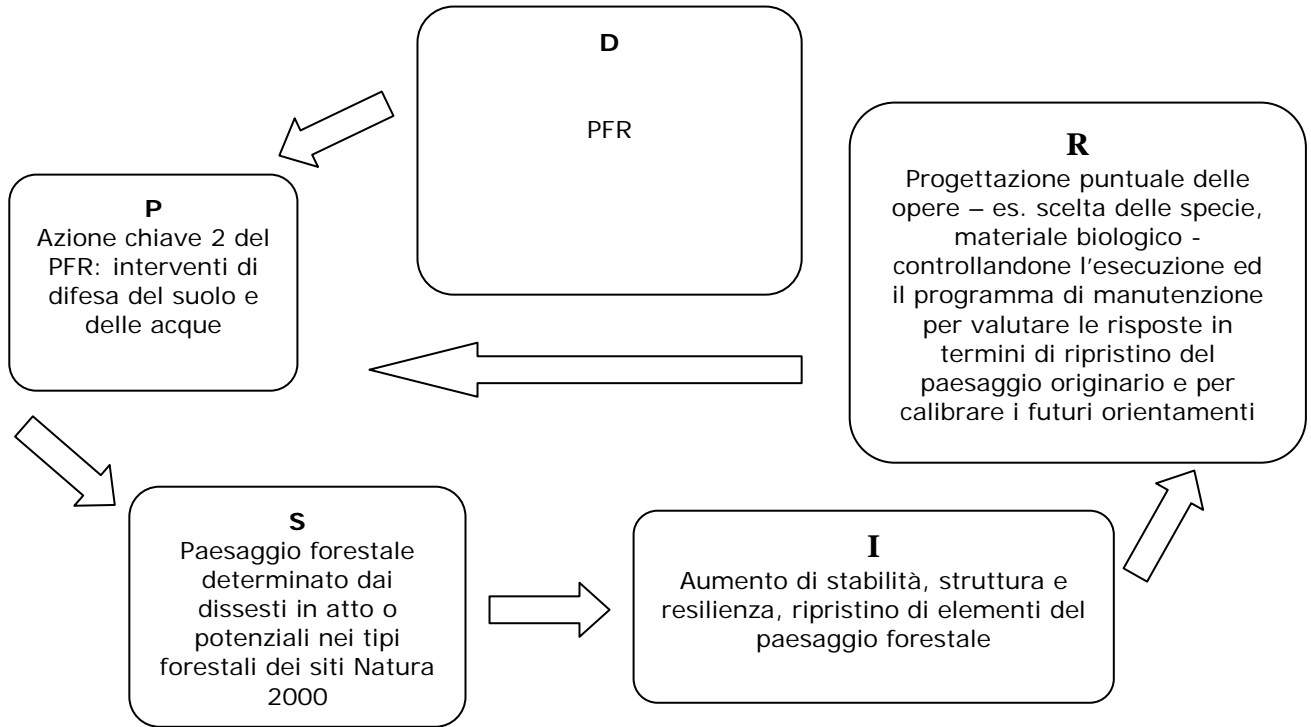 D
PFR
P
Azione chiave 2 del
PFR: interventi di
difesa del suolo e
delle acque
S
Paesaggio forestale
determinato dai
dissesti in atto o
potenziali nei tipi
forestali dei siti Natura
2000
I
Aumento di stabilità, struttura e
resilienza, ripristino di elementi del
paesaggio forestale
R
Progettazione puntuale delle
opere – es. scelta delle specie,
materiale biologico -
controllandone l'esecuzione ed
il programma di manutenzione
per valutare le risposte in
termini di ripristino del
paesaggio originario e per
calibrare i futuri orientamenti